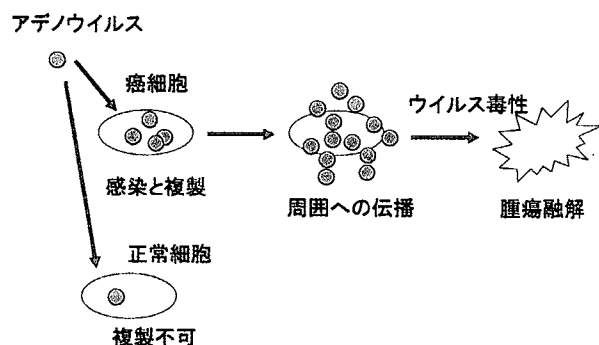 アデノウイルス
癌細胞
ウイルス毒性
感染と複製
周囲への伝播
腫瘍融解
正常細胞
複製不可